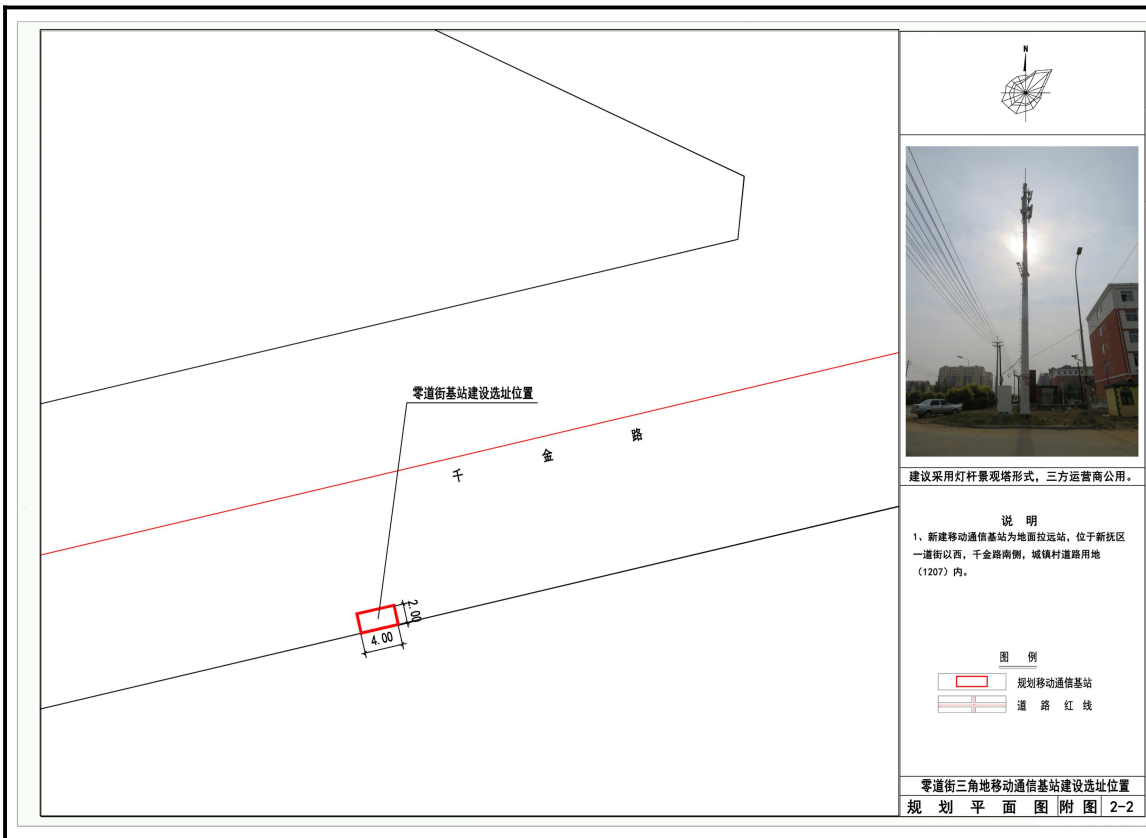 N
零道街基站建设选址位置
千金路
2.00
4.00
建议采用灯杆景观塔形式，三方运营商公用。
说 明
1、新建移动通信基站为地面拉远站，位于新抚区
一道街以西，千金路南侧，城镇村道路用地
（1207）内。
图 例
规划移动通信基站
道 路 红 线
零道街三角地移动通信基站建设选址位置
规 划 平 面 图 附 图 2-2